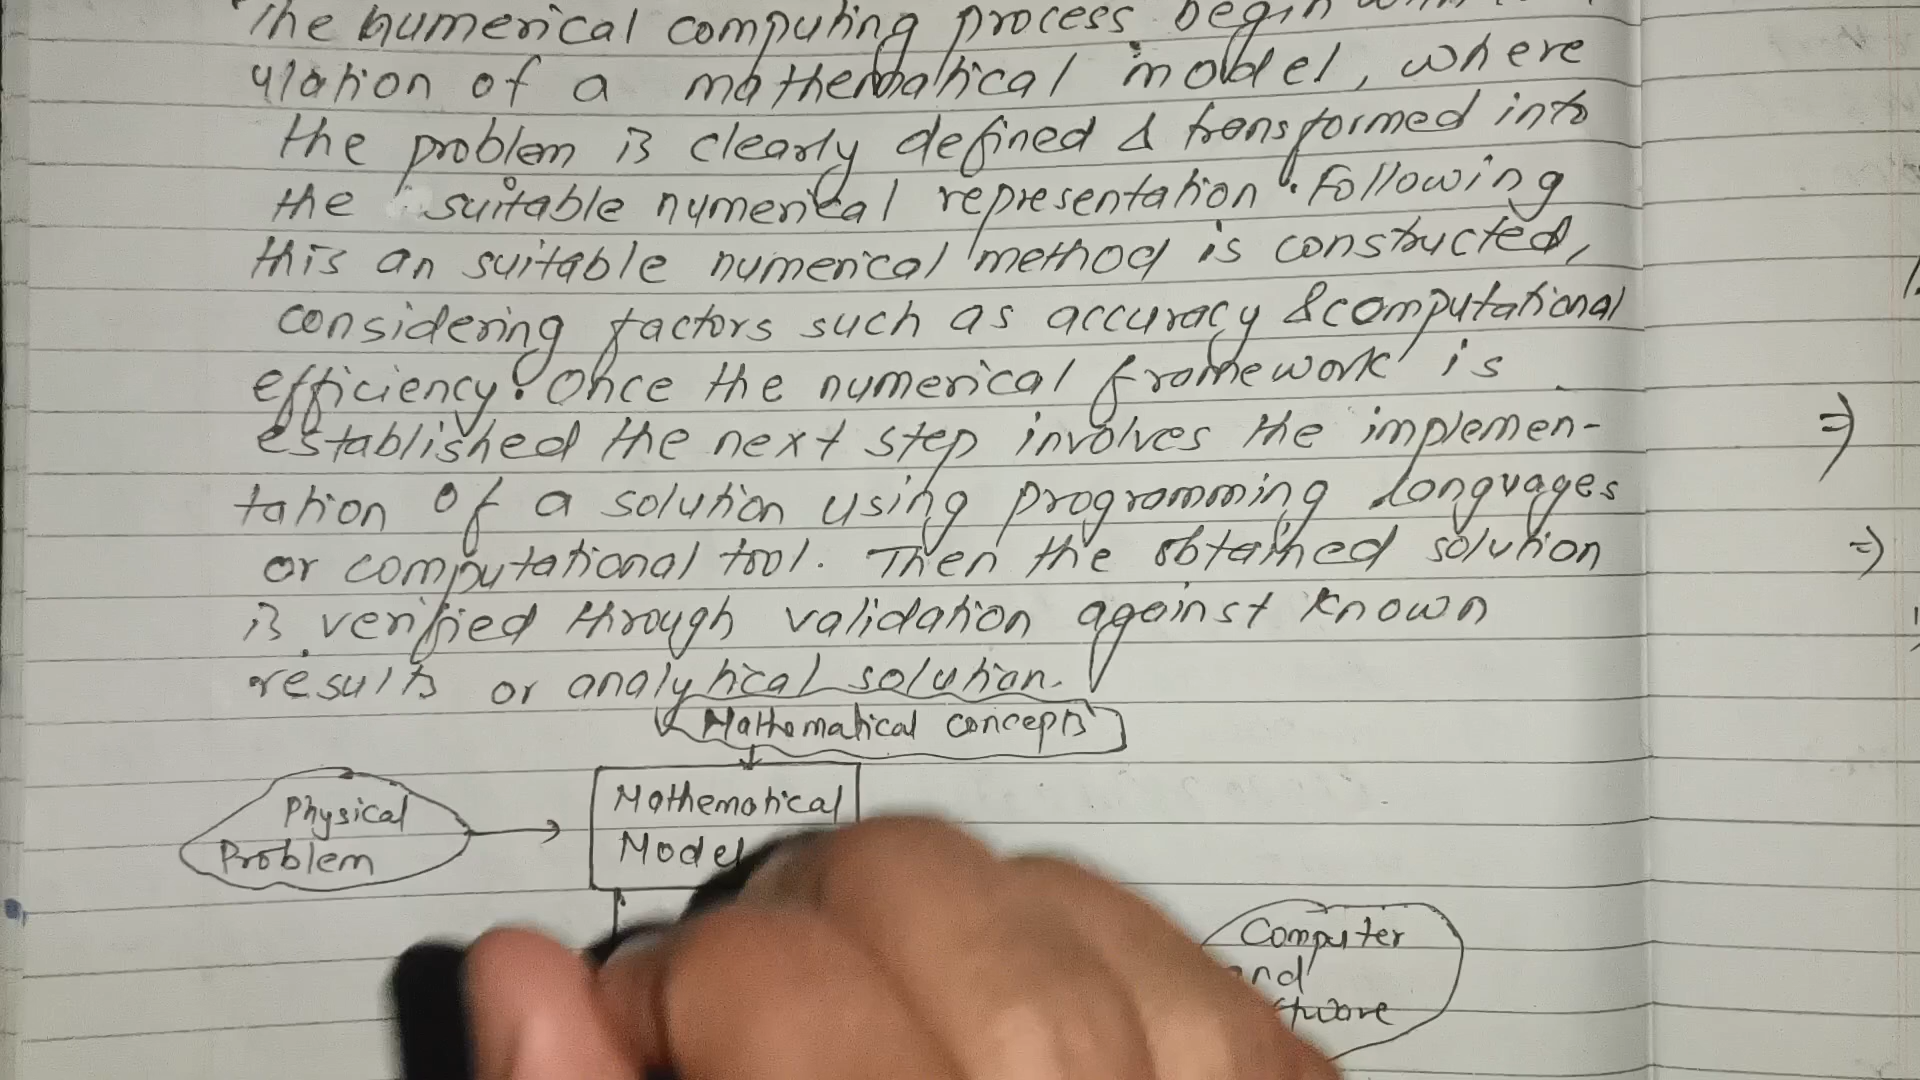 The numerical computing process begin
ulation of a mathematical model, where
the problem is clearly defined & transformed into
the suitable numerical representation. Following
this an suitable numerical method is constructed,
considering factors such as accuracy & computational
efficiency. Once the numerical framework is
established the next step involves the implemen-
tation of a solution using programming languages
or computational tool. Then the obtained solution
is verified through validation against known
results or analytical solution.
Mathematical concepts
Physical
Problem
Mathematical
Model
Computer
and